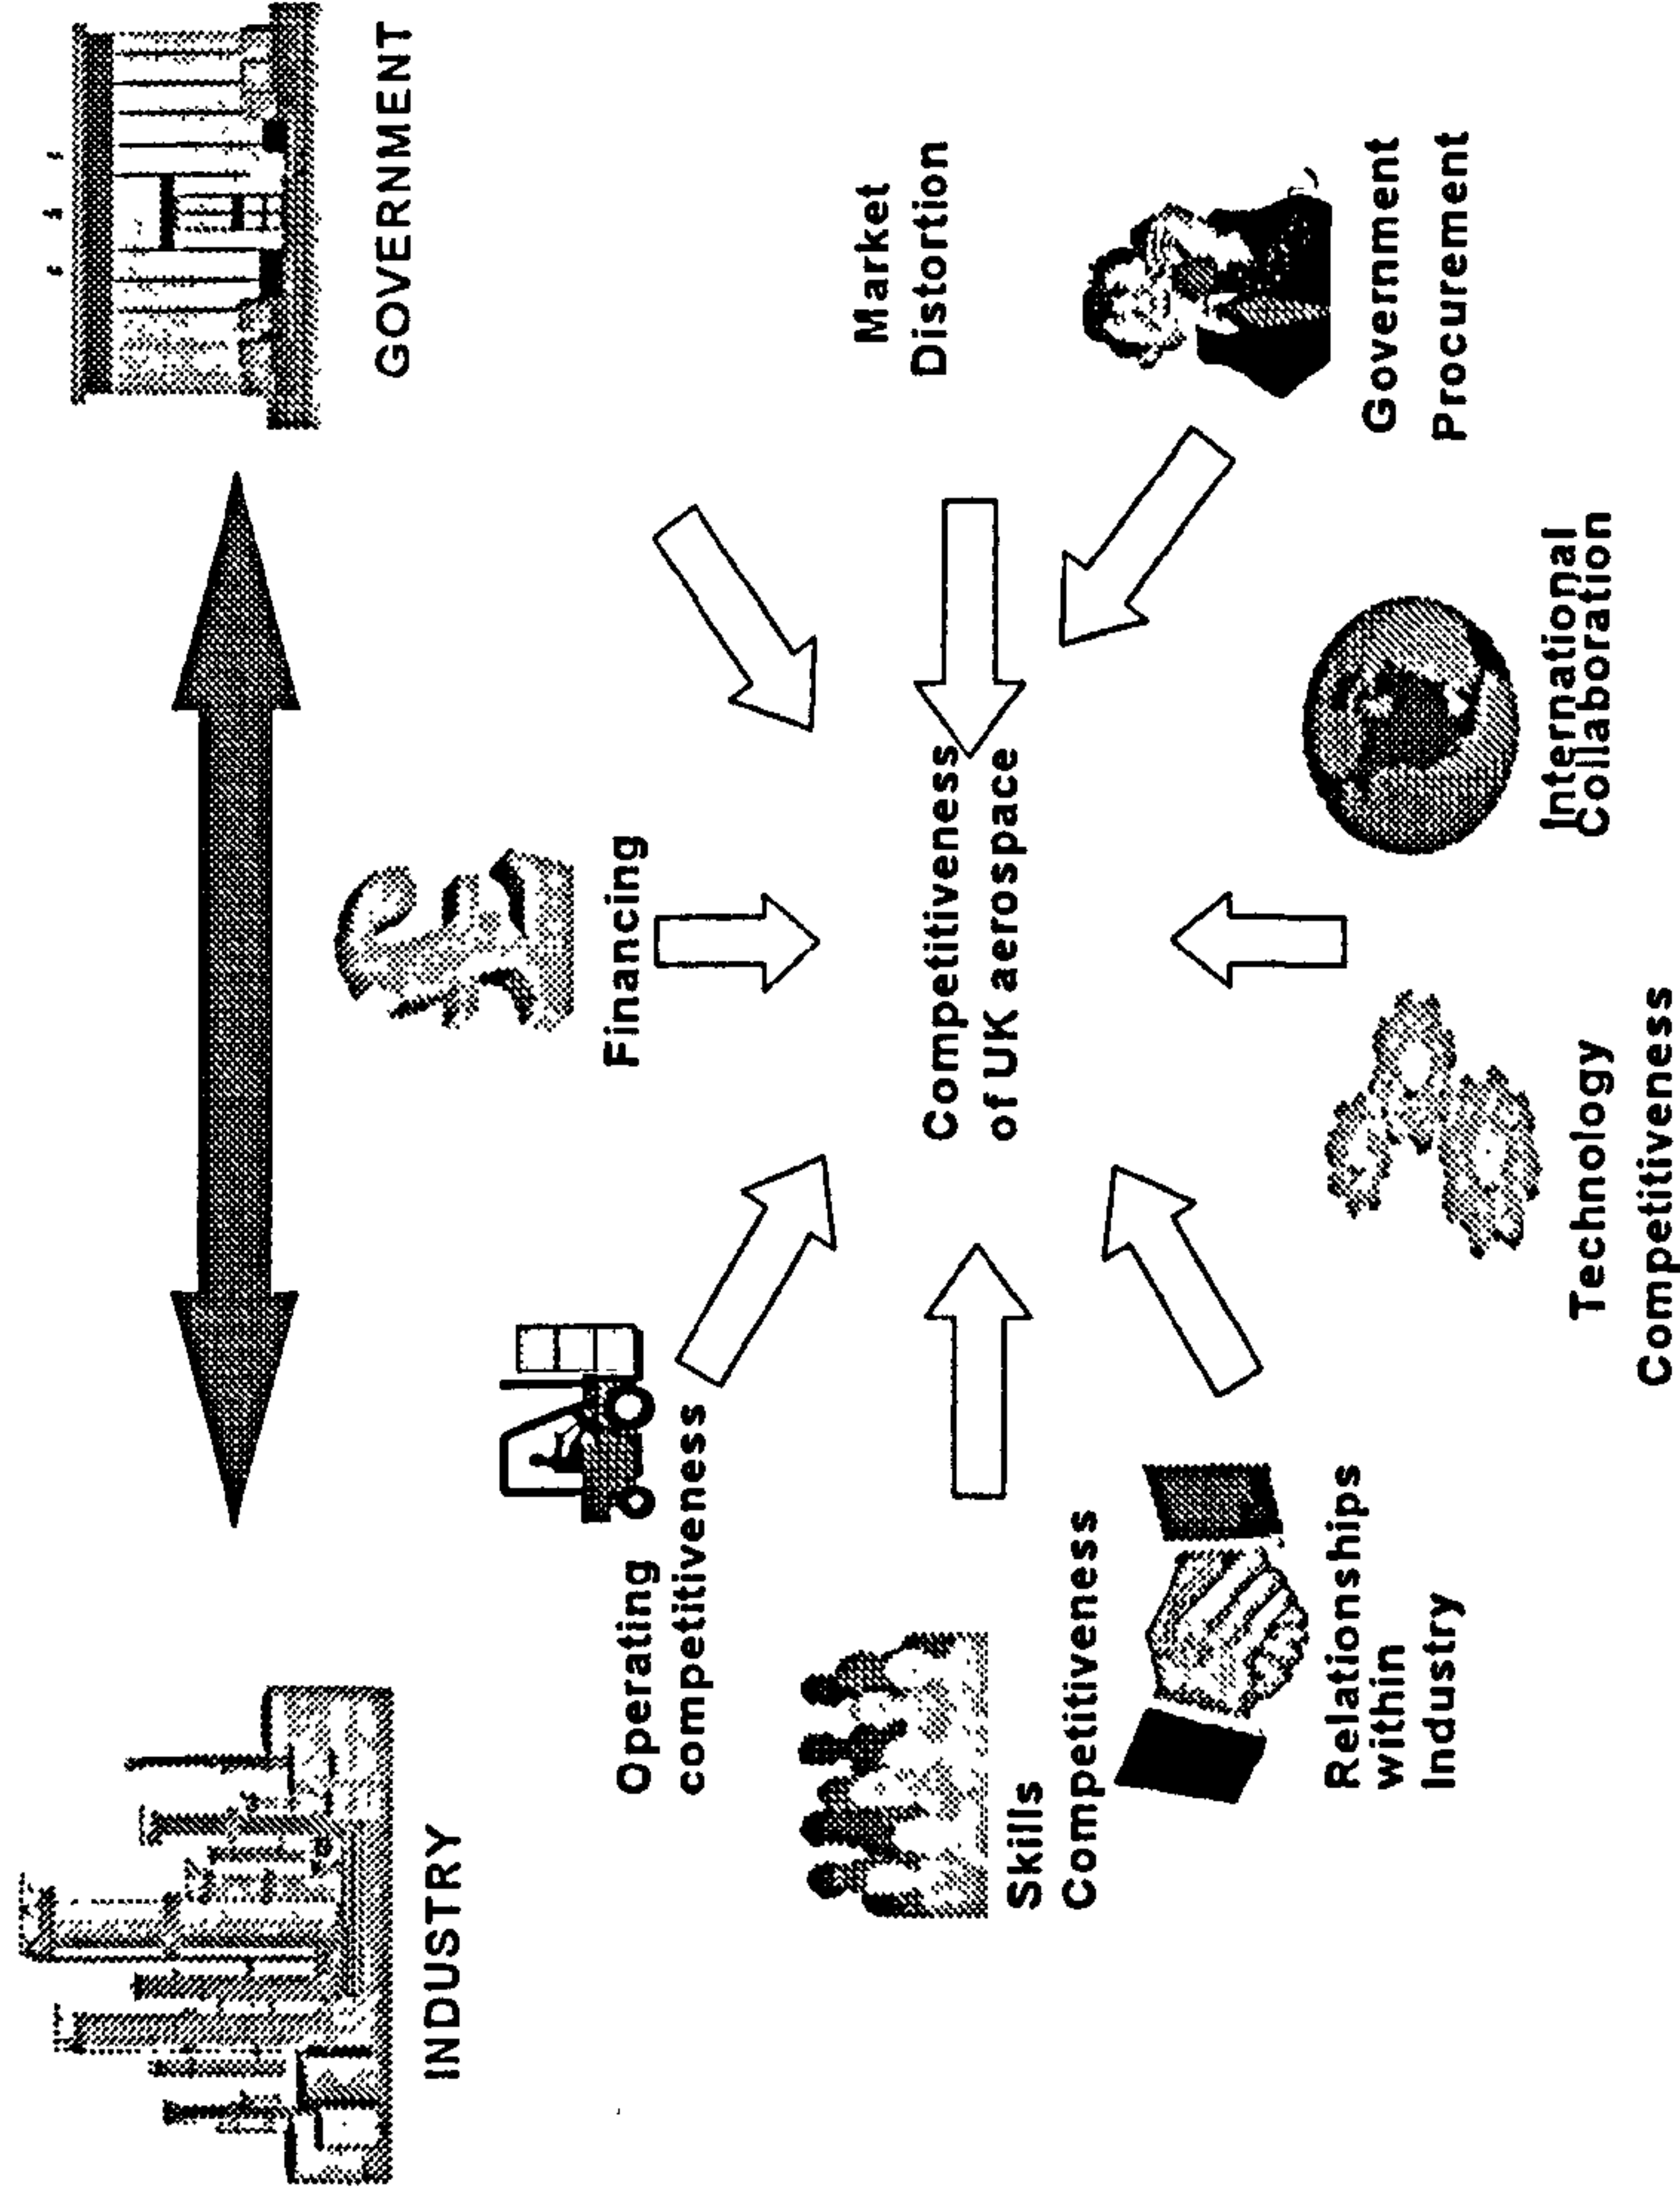 INDUSTRY
GOVERNMENT
Financing
Operating
competitiveness
Market
Distortion
Skills
Competitiveness
Competitiveness
of UK aerospace
Relationships
within
Industry
Government
Procurement
Technology
Competitiveness
International
Collaboration